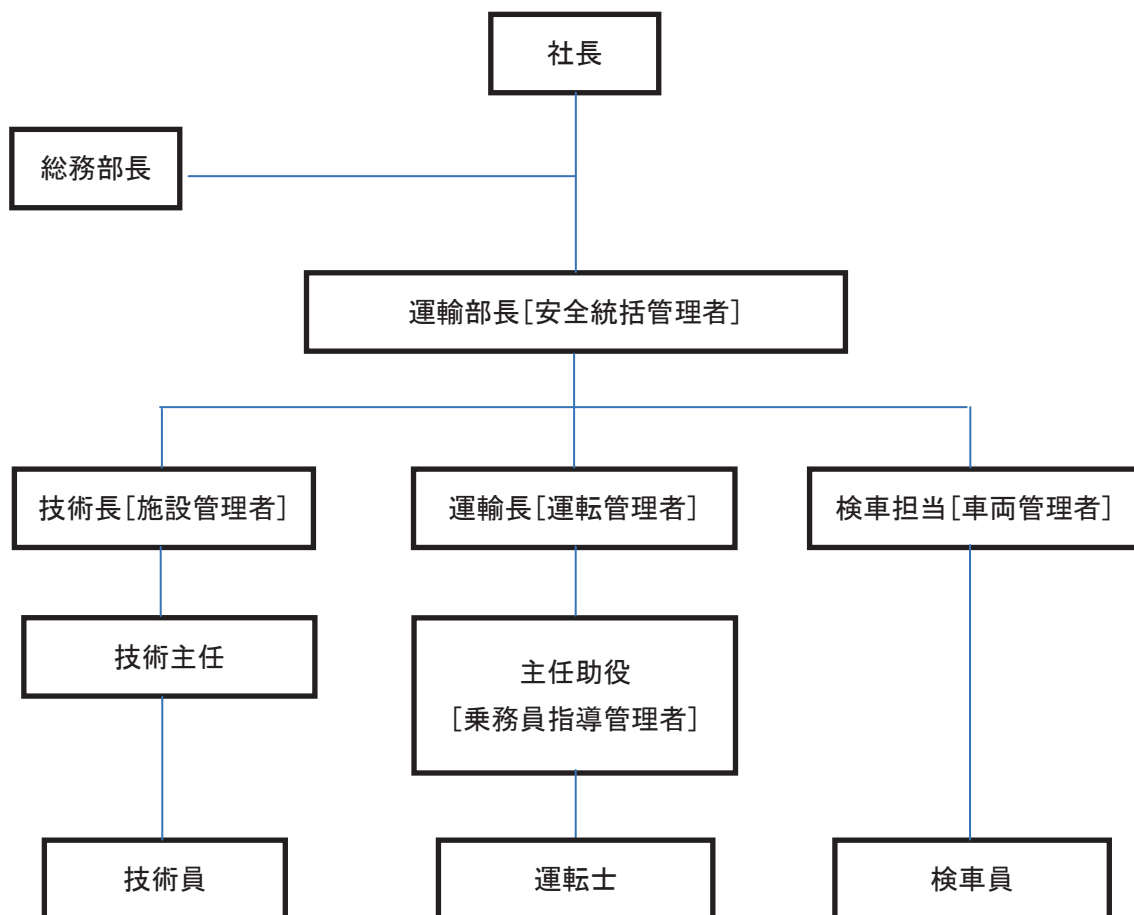 社長
総務部長
運輸部長[安全統括管理者]
技術長[施設管理者]
運輸長[運転管理者]
検車担当[車両管理者]
技術主任
主任助役
[乗務員指導管理者]
技術員
運転士
検車員